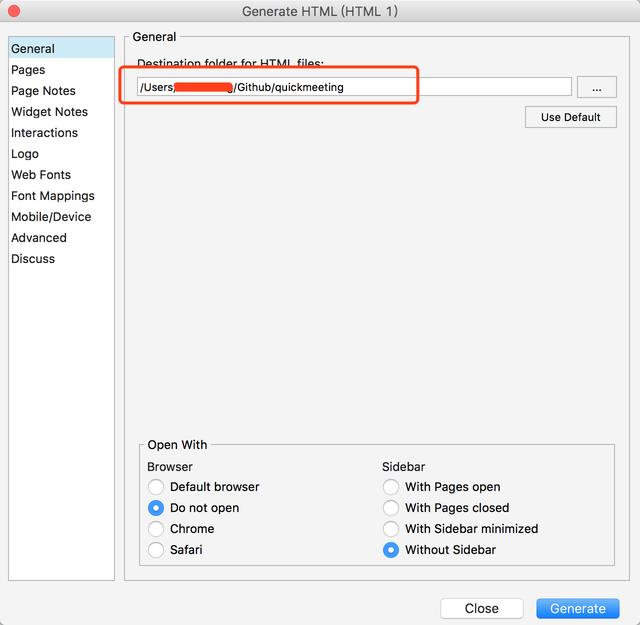 Generate HTML (HTML 1)
General
Pages
Page Notes
Widget Notes
Interactions
Logo
Web Fonts
Font Mappings
Mobile/Device
Advanced
Discuss
General
Destination folder for HTML files:
/Users/ g/Github/quickmeeting
...
Use Default
Open With
Browser
Default browser
Do not open
Chrome
Safari
Sidebar
With Pages open
With Pages closed
With Sidebar minimized
Without Sidebar
Close
Generate